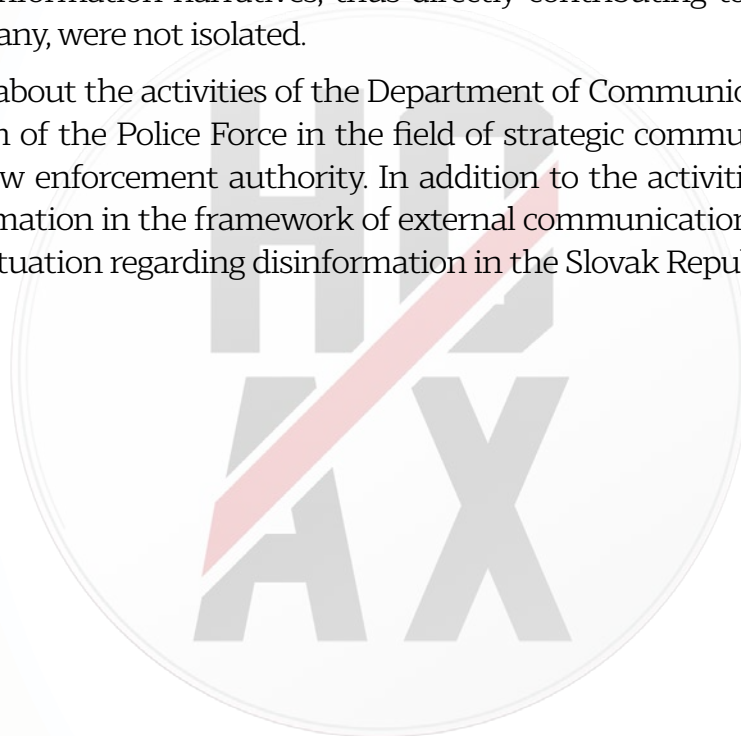 information narratives, thus directly contributing to
any, were not isolated.
about the activities of the Department of Communic
of the Police Force in the field of strategic commu
w enforcement authority. In addition to the activiti
mation in the framework of external communication
tuation regarding disinformation in the Slovak Repu
HO
AX